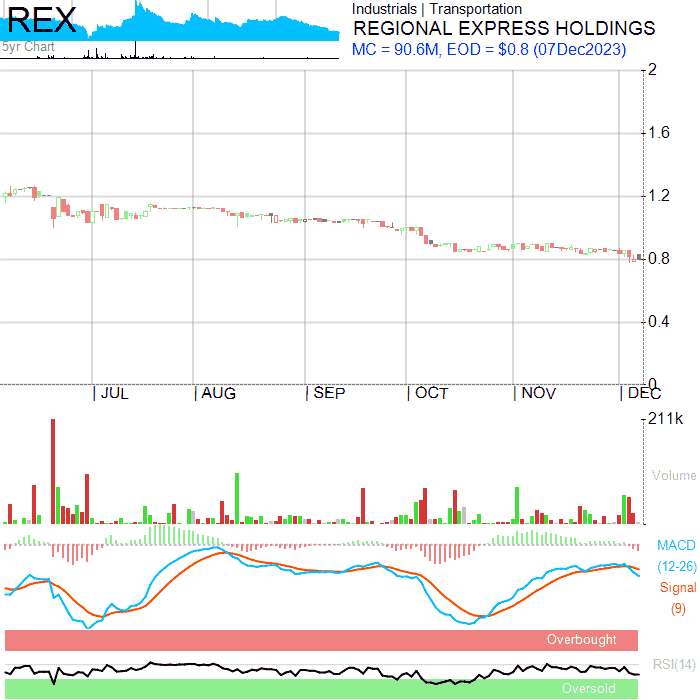 REX
5yr Chart
Industrials | Transportation
REGIONAL EXPRESS HOLDINGS
MC = 90.6M, EOD = $0.8 (07Dec2023)
2
1.6
1.2
0.8
0.4
0
JUL AUG SEP OCT NOV DEC
211k
Volume
MACD
(12-26)
Signal
(9)
Overbought
RSI(14)
Oversold